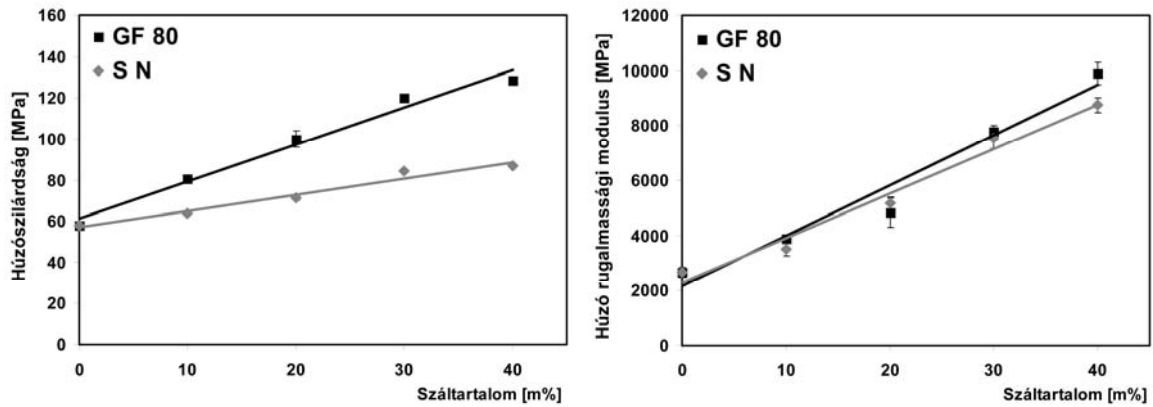 Húzószilárdság [MPa]
160
140
120
100
80
60
40
20
0
GF 80
S N
0 10 20 30 40
Száltartalom [m%]
Húzó rugalmassági modulus [MPa]
12000
10000
8000
6000
4000
2000
0
GF 80
S N
0 10 20 30 40
Száltartalom [m%]